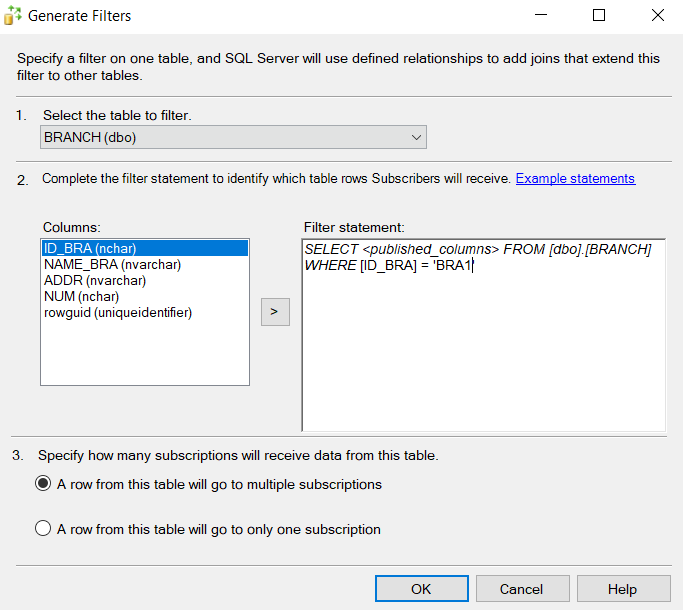 Generate Filters
Specify a filter on one table, and SQL Server will use defined relationships to add joins that extend this
filter to other tables.
1. Select the table to filter.
BRANCH (dbo)
2. Complete the filter statement to identify which table rows Subscribers will receive. Example statements
Columns:
ID_BRA (nchar)
NAME_BRA (nvarchar)
ADDR (nvarchar)
NUM (nchar)
rowguid (uniqueidentifier)
>
Filter statement:
SELECT <published_columns> FROM [dbo].[BRANCH]
WHERE [ID_BRA] = 'BRA1'
3. Specify how many subscriptions will receive data from this table.
A row from this table will go to multiple subscriptions
A row from this table will go to only one subscription
OK Cancel Help